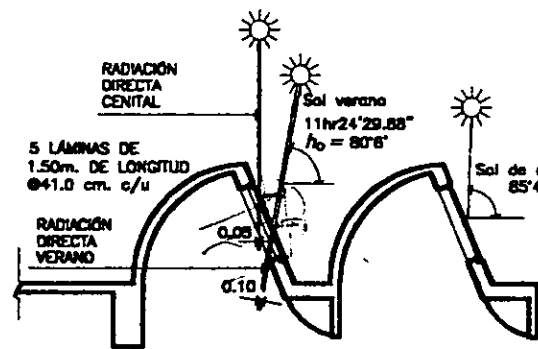 RADIACIÓN
DIRECTA
CENITAL
Sol verano
11hr24'29.88"
h₀ = 80°6'
5 LÁMINAS DE
1.50m. DE LONGITUD
@41.0 cm. c/u
Sol de
85°4
RADIACIÓN
DIRECTA
VERANO
0.05
0.10